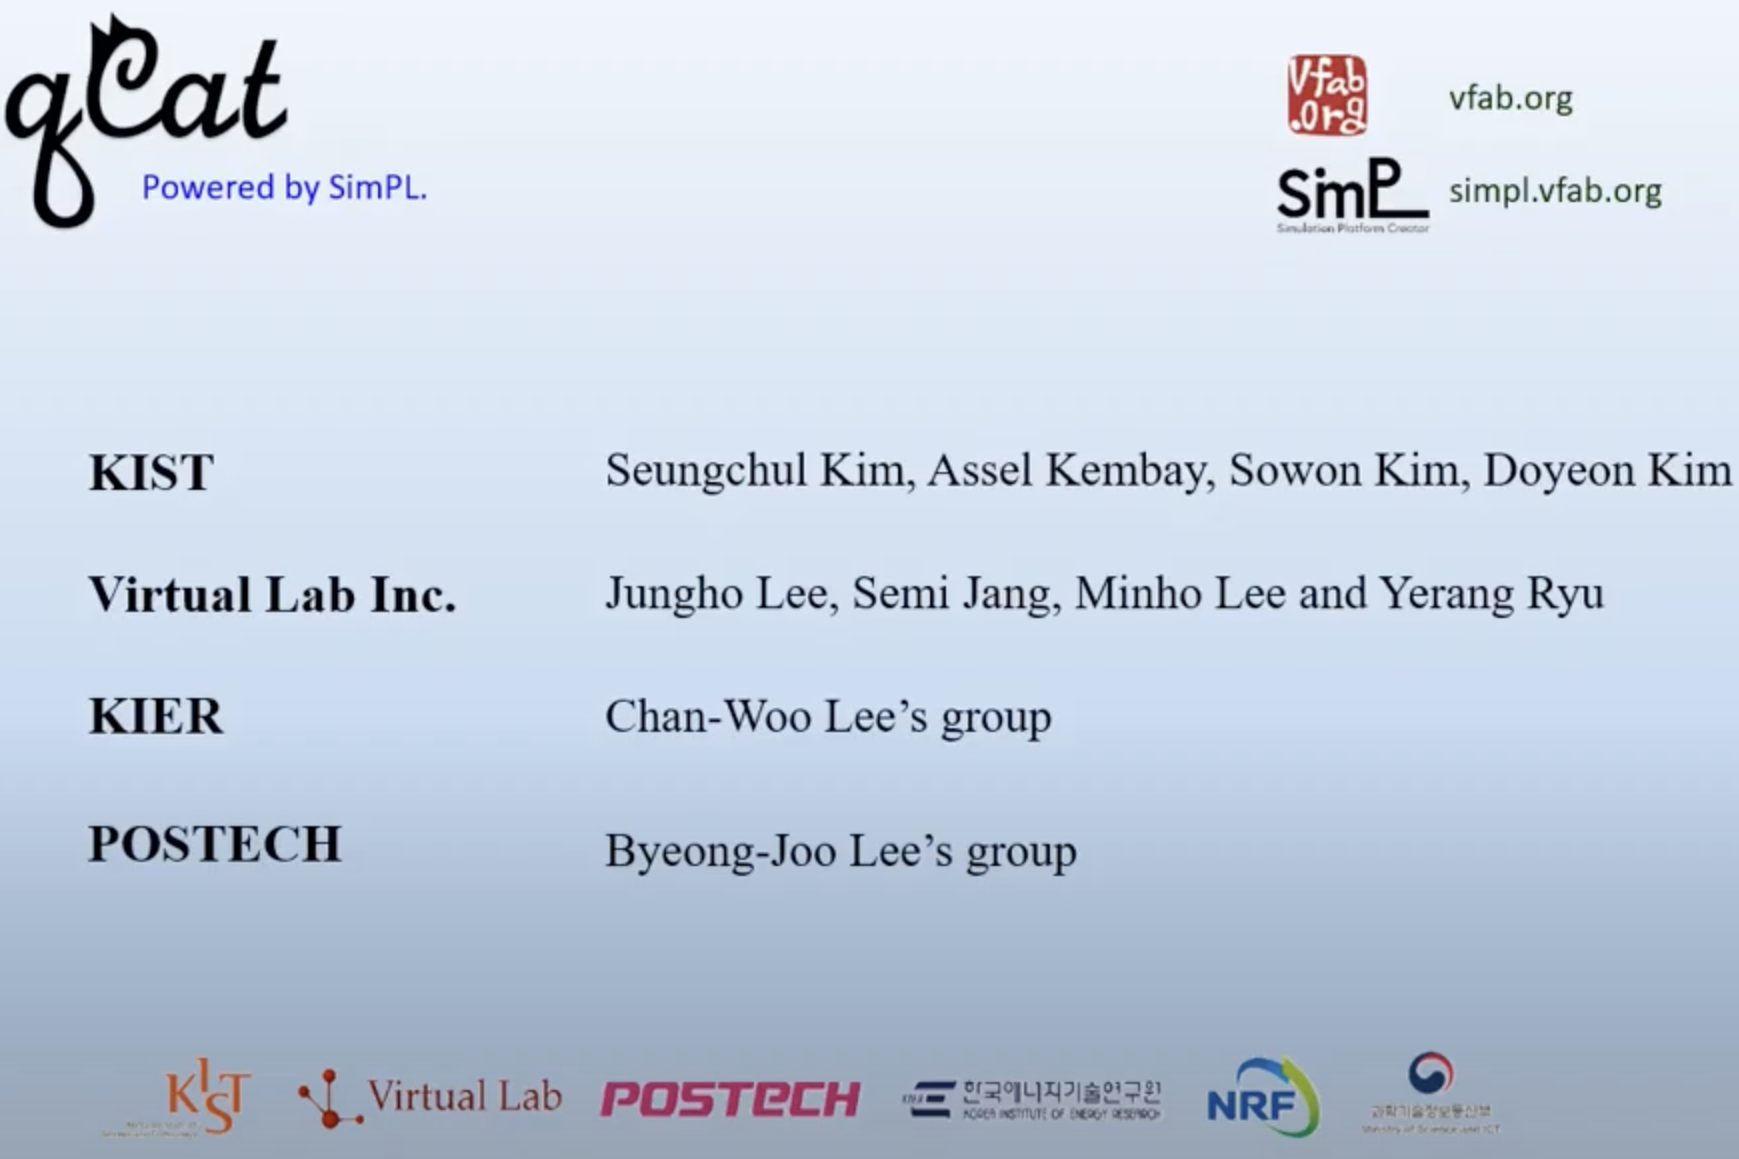 qCat
Powered by SimPL.
Vfab
.org
vfab.org
SimPL
Simulation Platform Creator
simpl.vfab.org
KIST
Seungchul Kim, Assel Kembay, Sowon Kim, Doyeon Kim
Virtual Lab Inc.
Jungho Lee, Semi Jang, Minho Lee and Yerang Ryu
KIER
Chan-Woo Lee’s group
POSTECH
Byeong-Joo Lee’s group
KIST
Virtual Lab
POSTECH
한국에너지기술연구원
KOREA INSTITUTE OF ENERGY RESEARCH
NRF
과학기술정보통신부
Ministry of Science and ICT